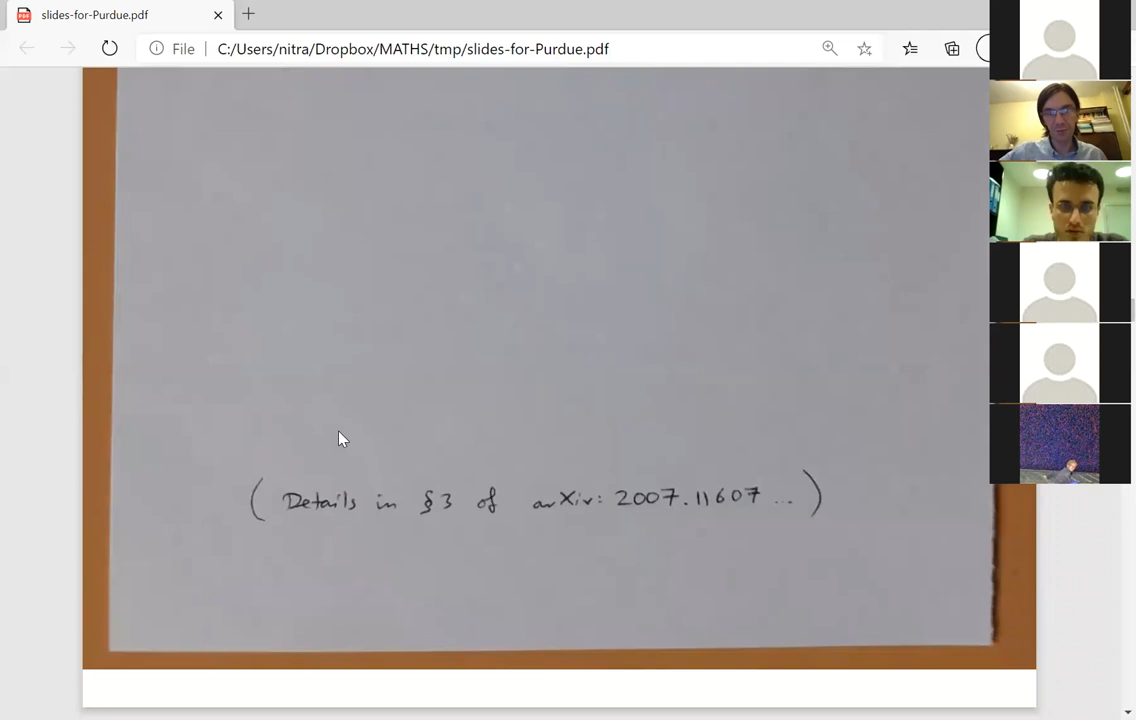 slides-for-Purdue.pdf
File
C:/Users/nitra/Dropbox/MATHS/tmp/slides-for-Purdue.pdf
( Details in §3 of arXiv: 2007.11607 ... )